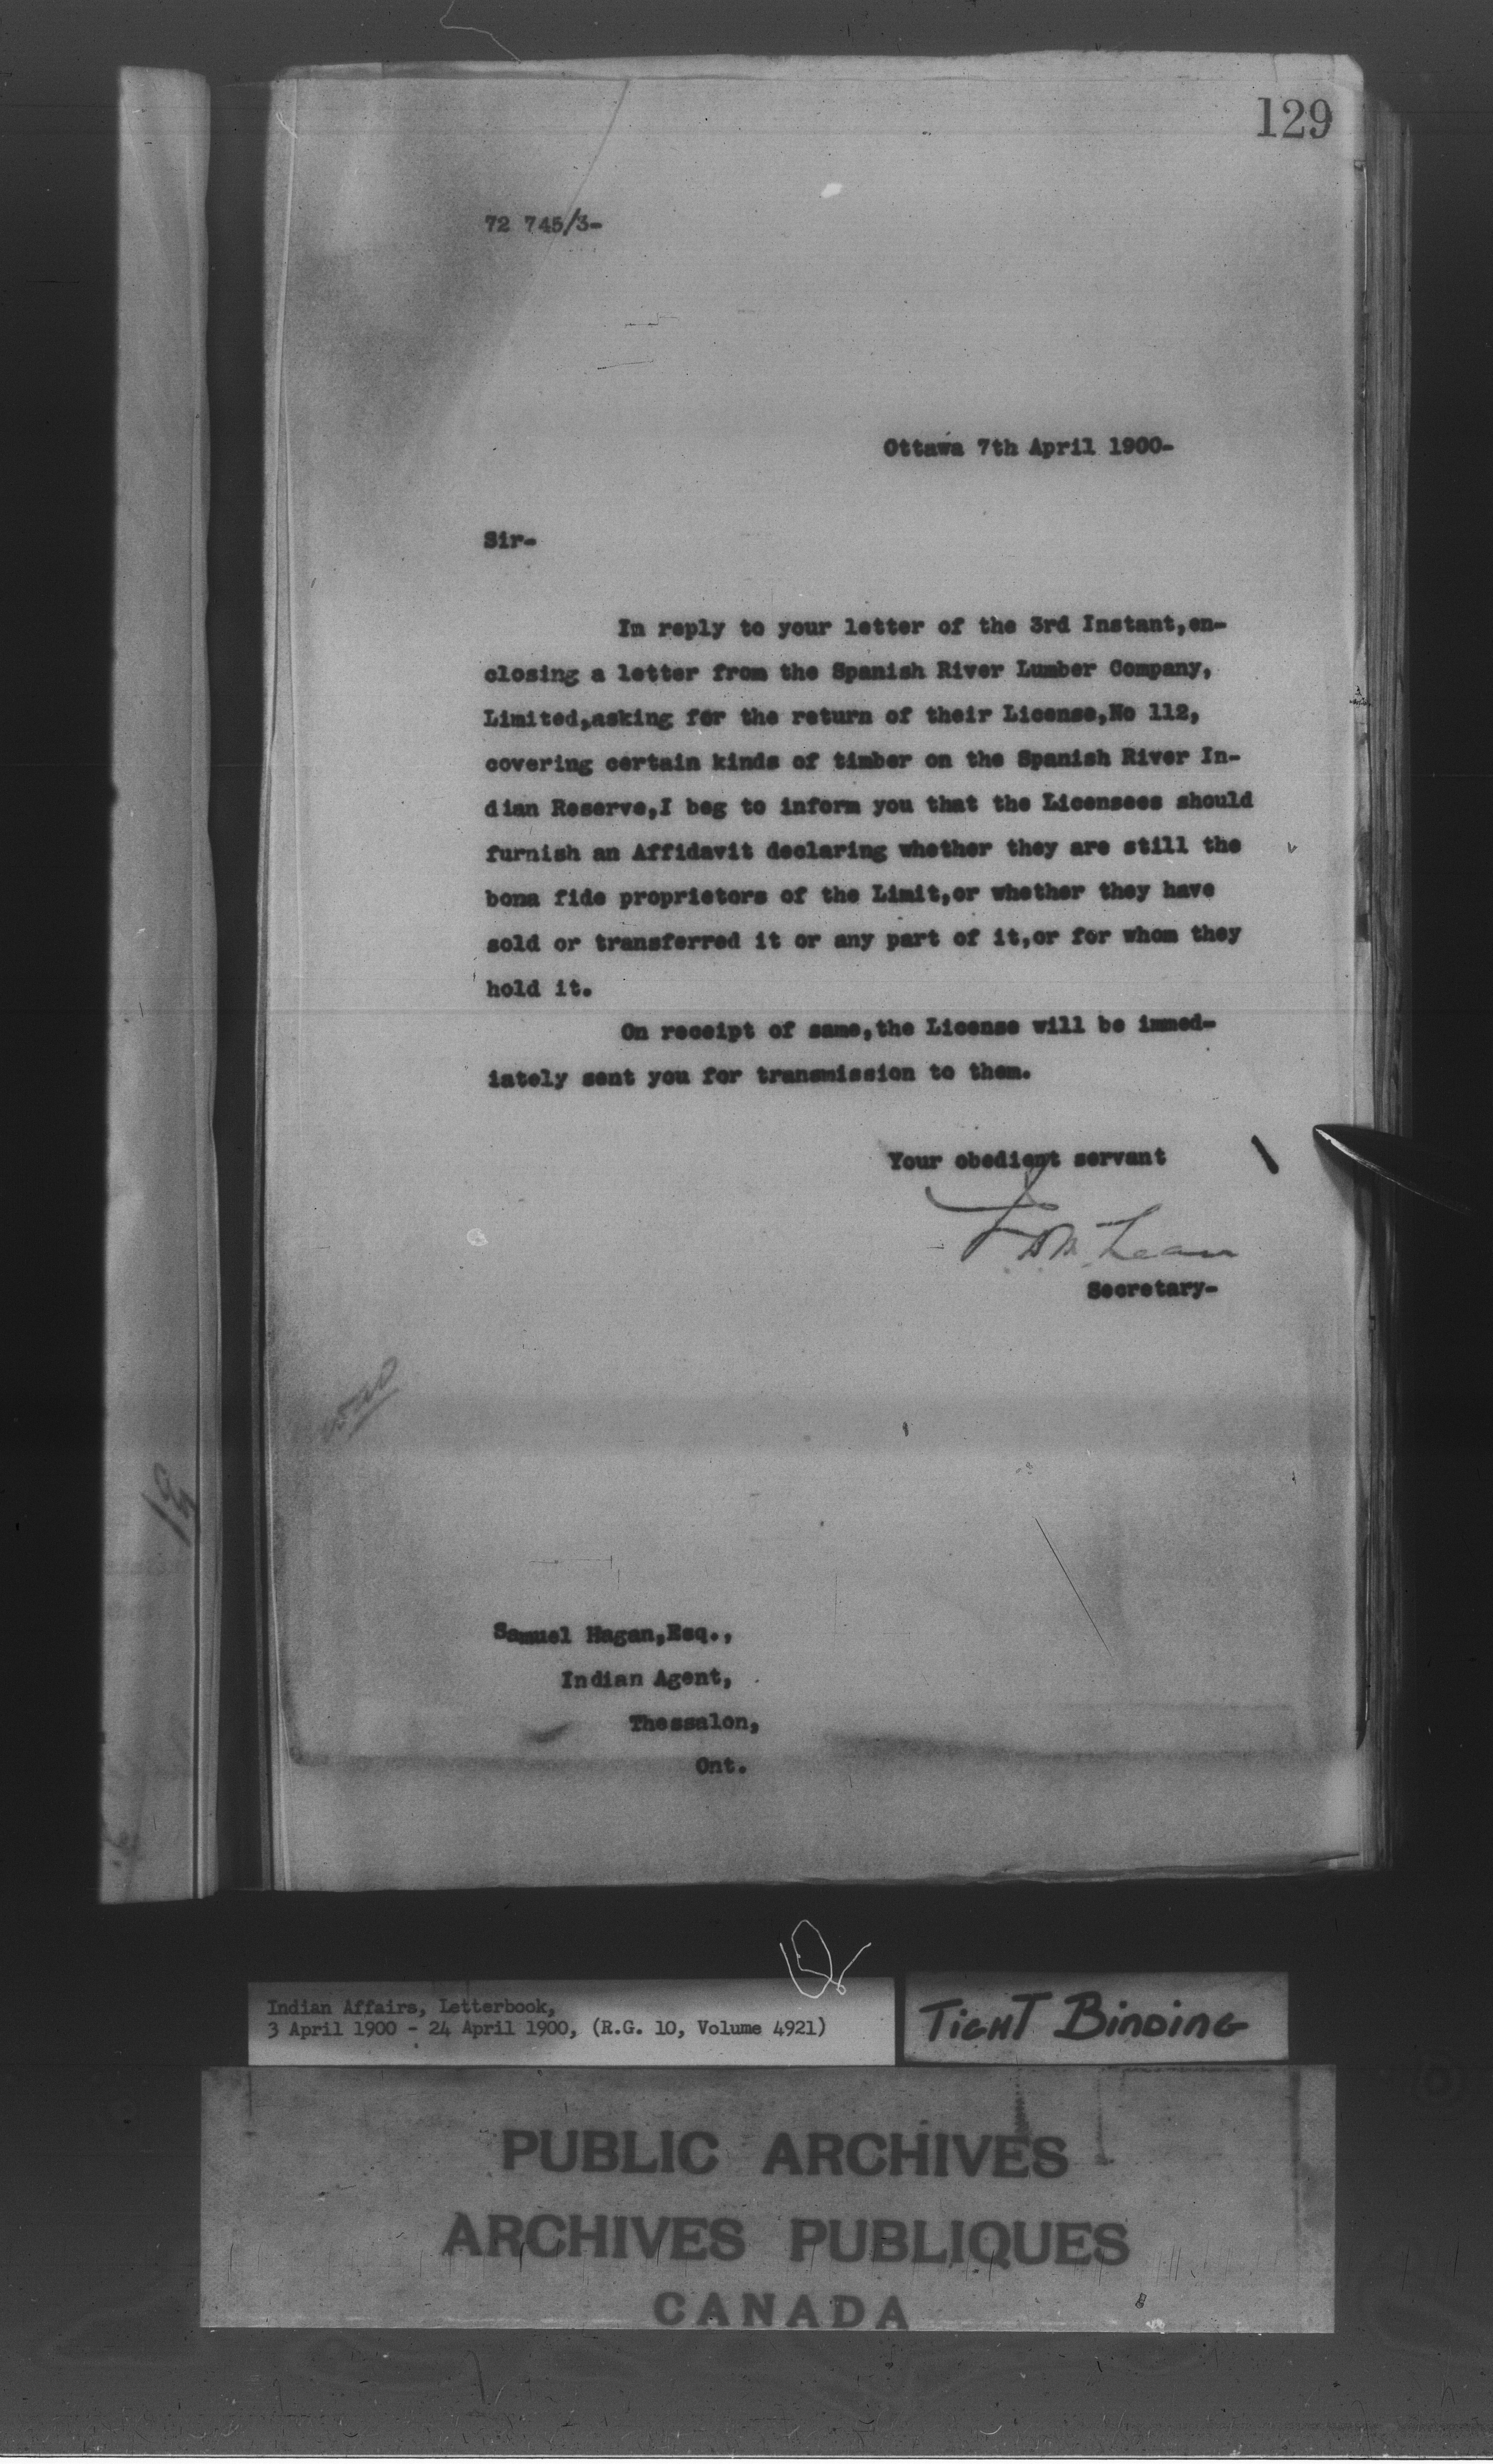 129
72 745/3-
Ottawa 7th April 1900-
Sir-
In reply to your letter of the 3rd Instant,en-
closing a letter from the Spanish River Lumber Company,
Limited,asking for the return of their License,No 112,
covering certain kinds of timber on the Spanish River In-
dian Reserve,I beg to inform you that the Licensees should
furnish an Affidavit declaring whether they are still the
bona fide proprietors of the Limit,or whether they have
sold or transferred it or any part of it,or for whom they
hold it.
On receipt of same,the License will be immed-
iately sent you for transmission to them.
Your obedient servant
Lean
Secretary-
Samuel Hagan,Esq.,
Indian Agent,
Thessalon,
Ont.
Indian Affairs, Letterbook,
3 April 1900 - 24 April 1900, (R.G. 10, Volume 4921)
TIGHT BINDING
PUBLIC ARCHIVES
ARCHIVES PUBLIQUES
CANADA